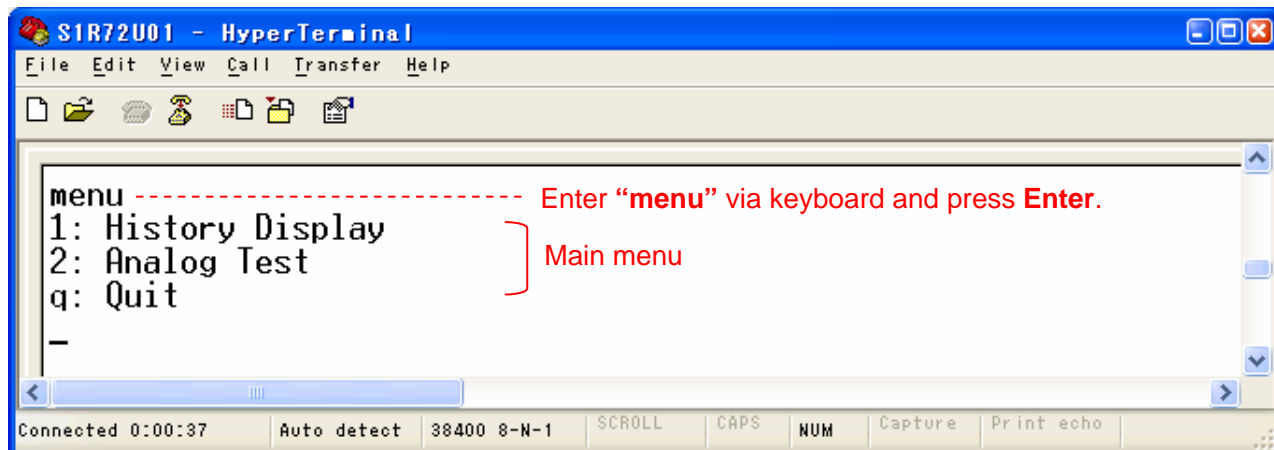 S1R72U01 - HyperTerminal
File Edit View Call Transfer Help
menu Enter “menu” via keyboard and press Enter.
1: History Display
2: Analog Test
q: Quit
Main menu
Connected 0:00:37 Auto detect 38400 8-N-1 SCROLL CAPS NUM Capture Print echo